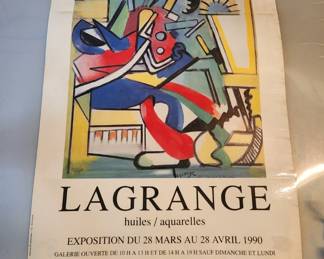 LAGRANGE
huiles / aquarelles
EXPOSITION DU 28 MARS AU 28 AVRIL 1990
GALERIE OUVERTE DE 10 H A 13 H ET DE 14 H A 19 H SAUF DIMANCHE ET LUNDI